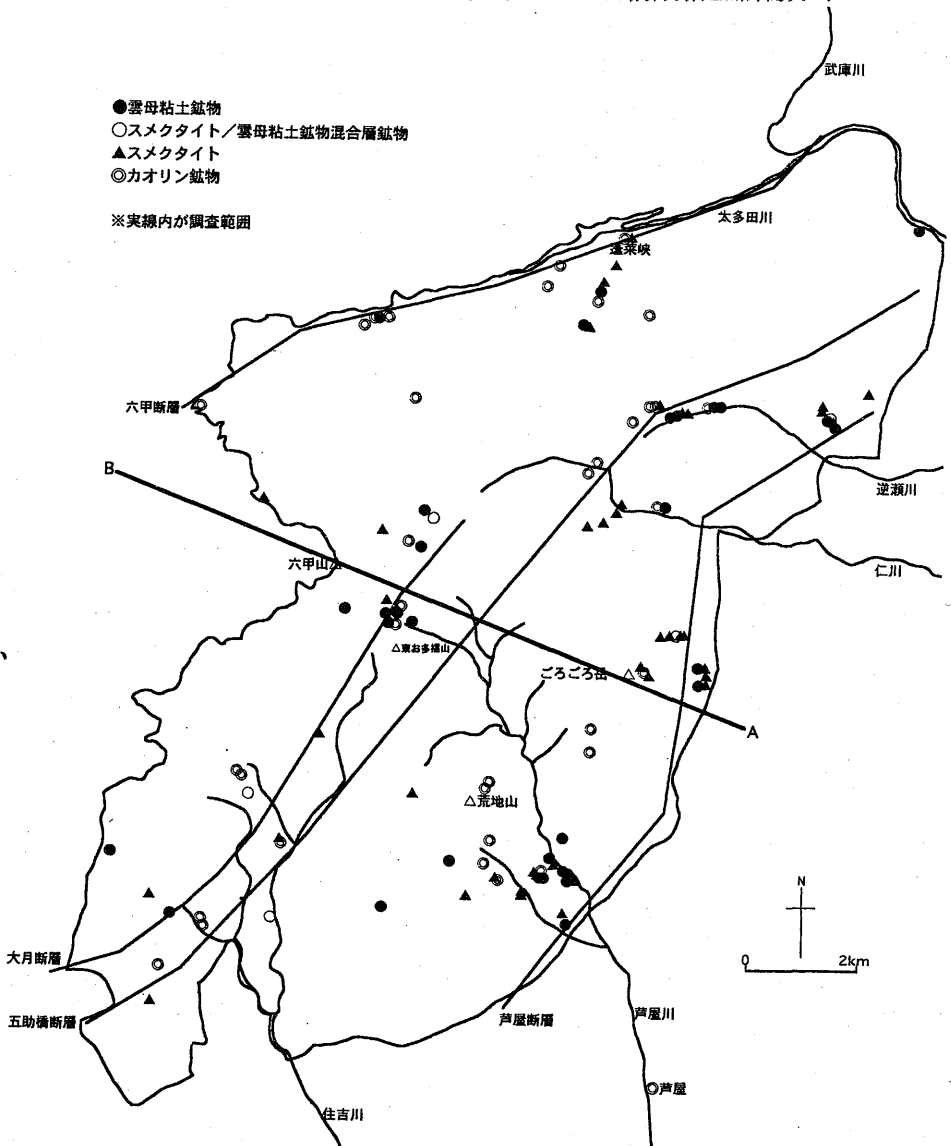 武庫川
●雲母粘土鉱物
○スメクタイト／雲母粘土鉱物混合層鉱物
▲スメクタイト
◎カオリン鉱物
※実線内が調査範囲
太多田川
蓬莱峡
六甲断層
B
逆瀬川
六甲山△
仁川
△東お多福山
ごろごろ岳 △
A
△荒地山
N
0 2km
大月断層
五助橋断層
芦屋断層
芦屋川
◎芦屋
住吉川